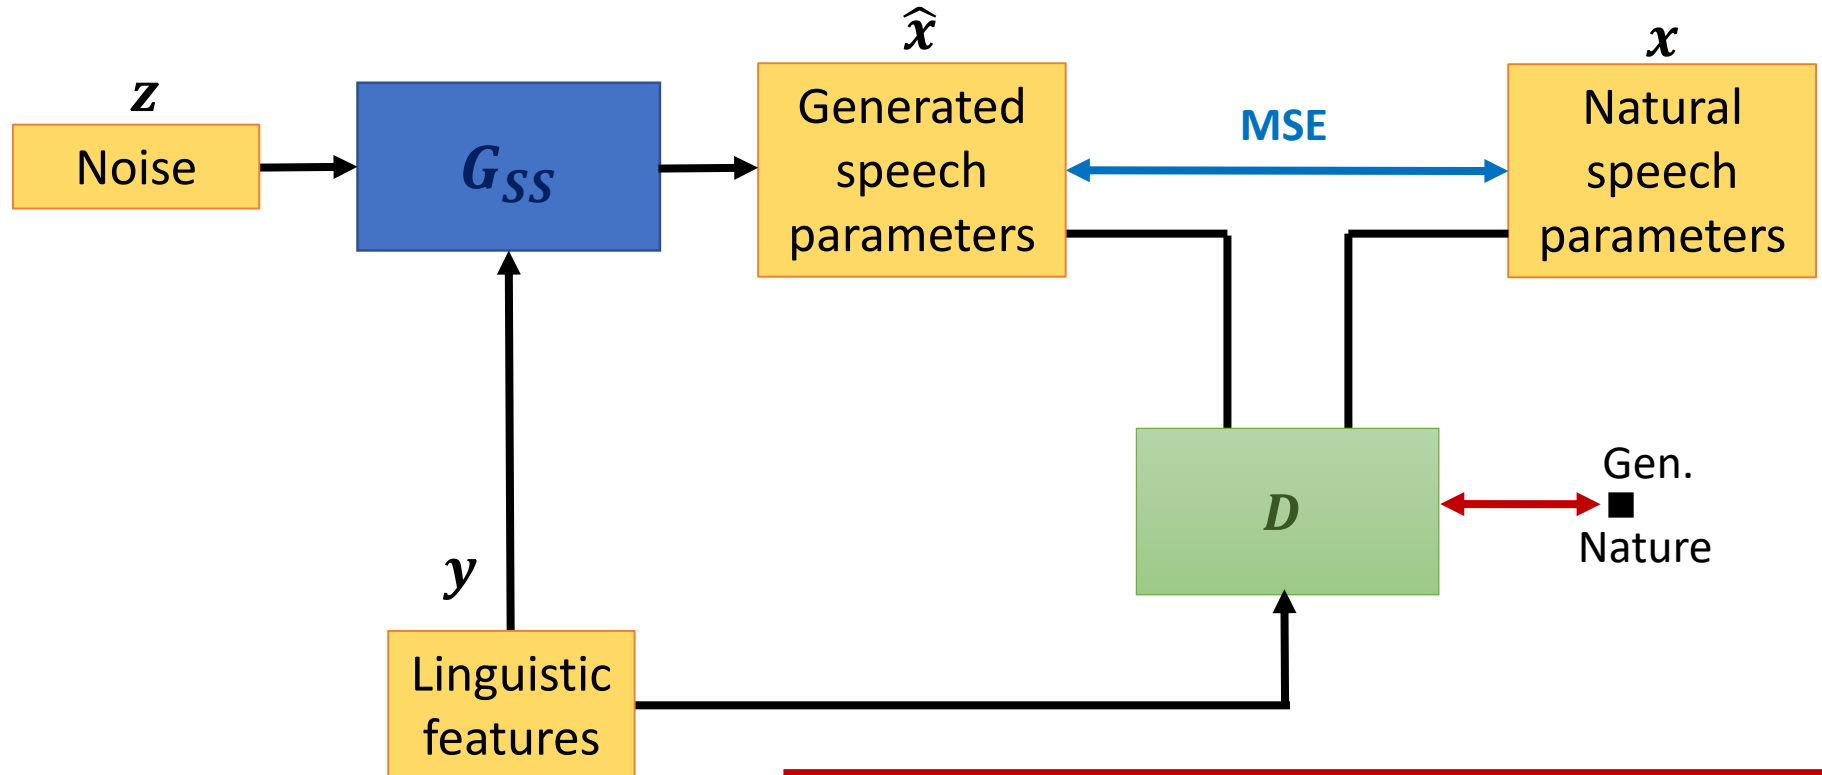 z
Noise
G_SS
x̂
Generated
speech
parameters
MSE
x
Natural
speech
parameters
D
Gen.
Nature
y
Linguistic
features